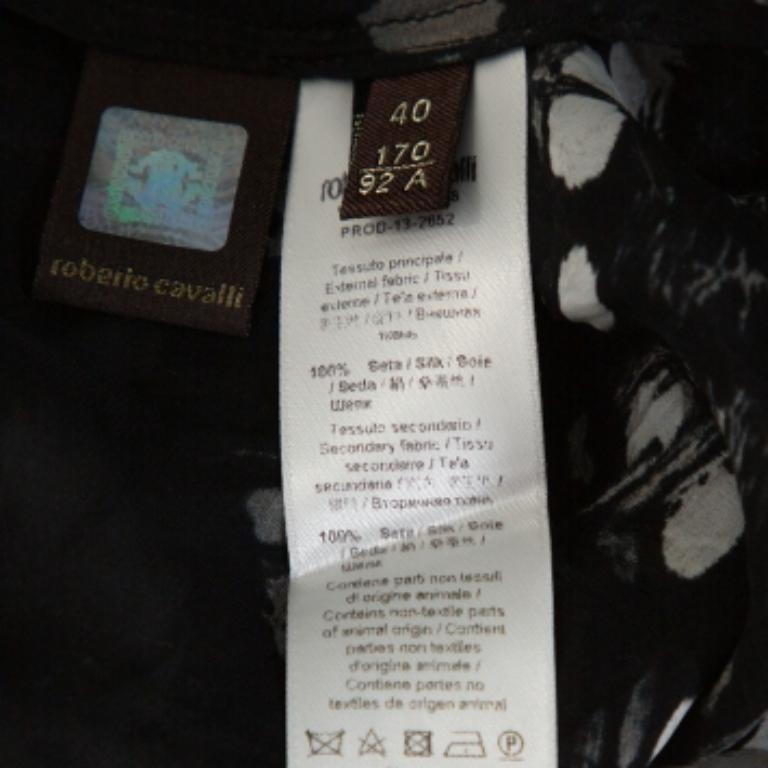 40
170
92 A
roberto cavalli
PROD-13-2652
Tessuto principale /
External fabric / Tissu
externe / Tela externa /
Внешняя
ткань
100% Seta / Silk / Soie
/ Seda / 絹 /
Шелк
Tessuto secondario /
Secondary fabric / Tissu
secondaire / Tela
secundaria
/ Вторичная ткань
100% Seta / Silk / Soie
/ Seda / 絹 /
Шелк
Contiene parti non tessili
di origine animale /
Contains non-textile parts
of animal origin / Contient
parties non textiles
d'origine animale /
Contiene partes no
textiles de origen animal
P